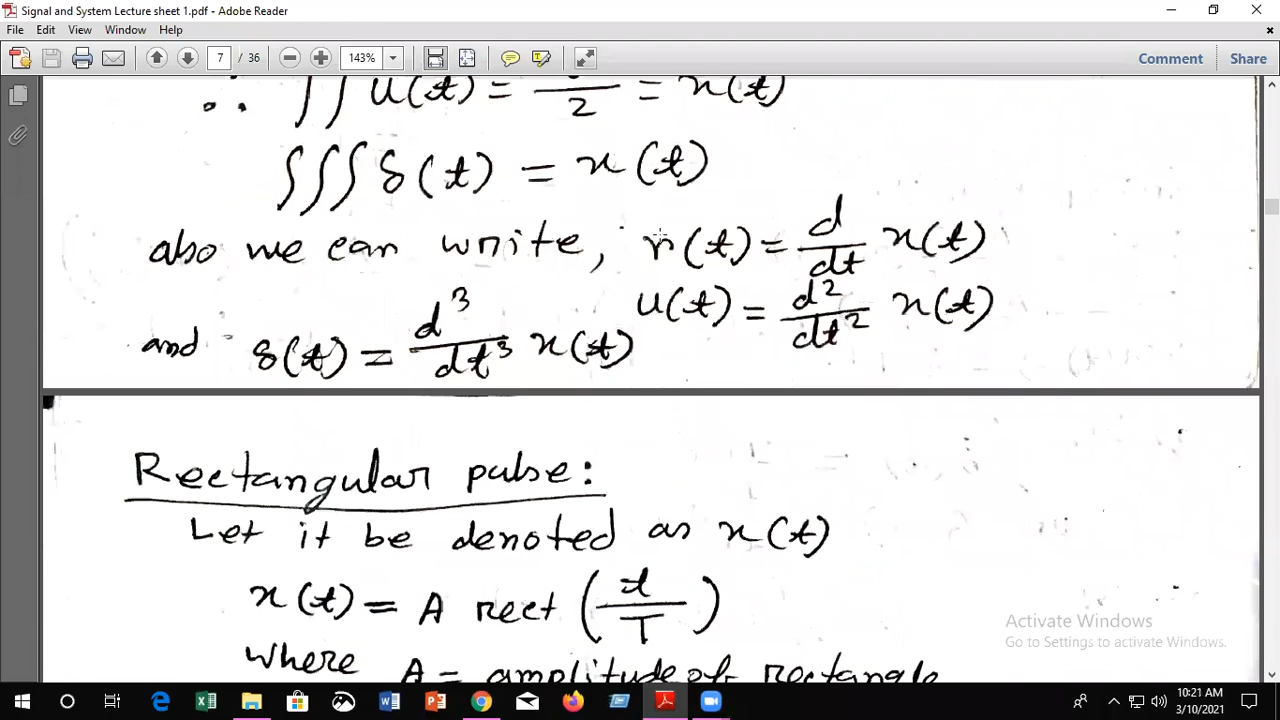 Signal and System Lecture sheet 1.pdf - Adobe Reader
File Edit View Window Help
7 / 36 143% Comment Share
∴ ∫∫ u(t) = /2 = x(t)
∫∫∫ δ(t) = x(t)
also we can write, r(t) = d/dt x(t)
u(t) = d²/dt² x(t)
and δ(t) = d³/dt³ x(t)
Rectangular pulse:
Let it be denoted as x(t)
x(t) = A rect (t/T)
where A = amplitude of rectangle
Activate Windows
Go to Settings to activate Windows.
10:21 AM
3/10/2021